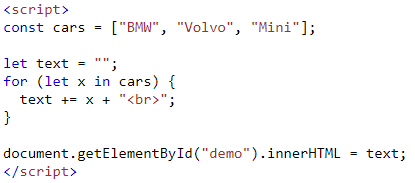 <script>
const cars = ["BMW", "Volvo", "Mini"];
let text = "";
for (let x in cars) {
  text += x + "<br>";
}
document.getElementById("demo").innerHTML = text;
</script>